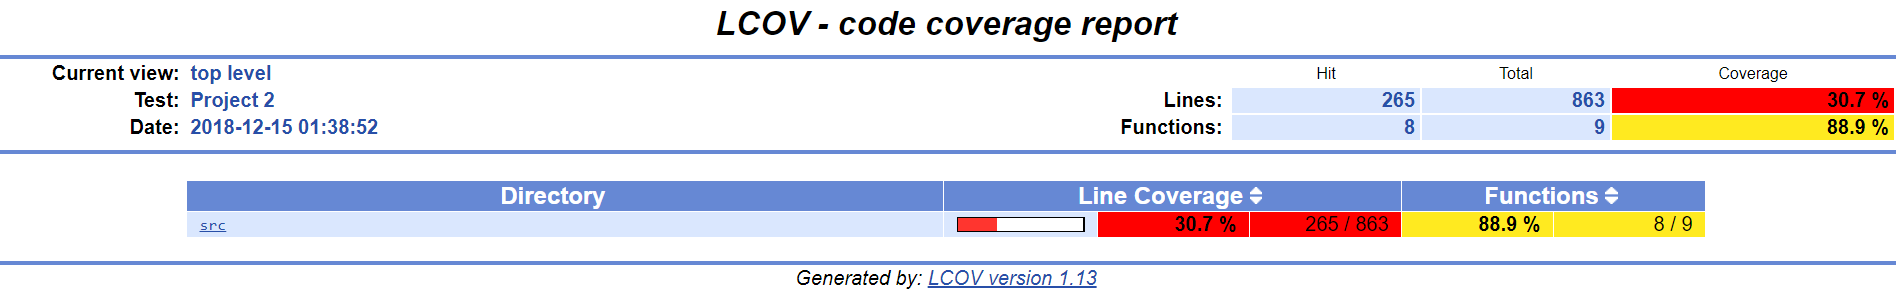 LCOV - code coverage report
Current view: top level Hit Total Coverage
Test: Project 2 Lines: 265 863 30.7 %
Date: 2018-12-15 01:38:52 Functions: 8 9 88.9 %
Directory Line Coverage Functions
src 30.7 % 265 / 863 88.9 % 8 / 9
Generated by: LCOV version 1.13